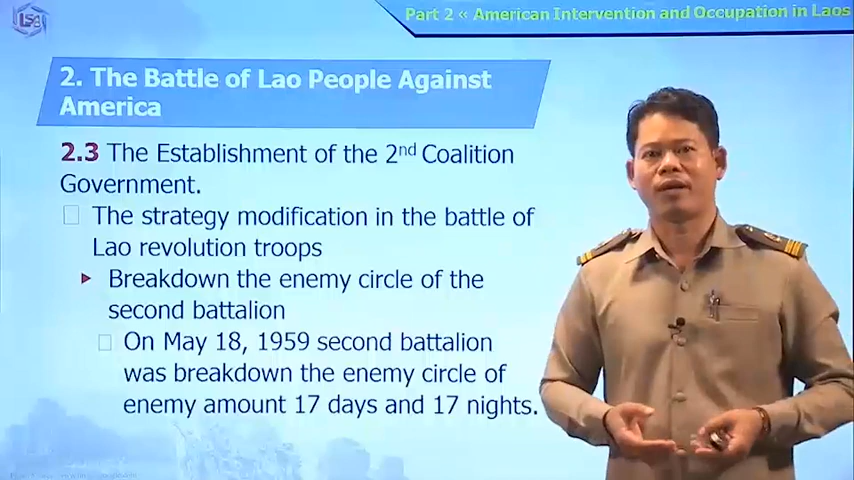 LSC
Part 2 « American Intervention and Occupation in Laos
2. The Battle of Lao People Against
America
2.3 The Establishment of the 2nd Coalition
Government.
The strategy modification in the battle of
Lao revolution troops
Breakdown the enemy circle of the
second battalion
On May 18, 1959 second battalion
was breakdown the enemy circle of
enemy amount 17 days and 17 nights.